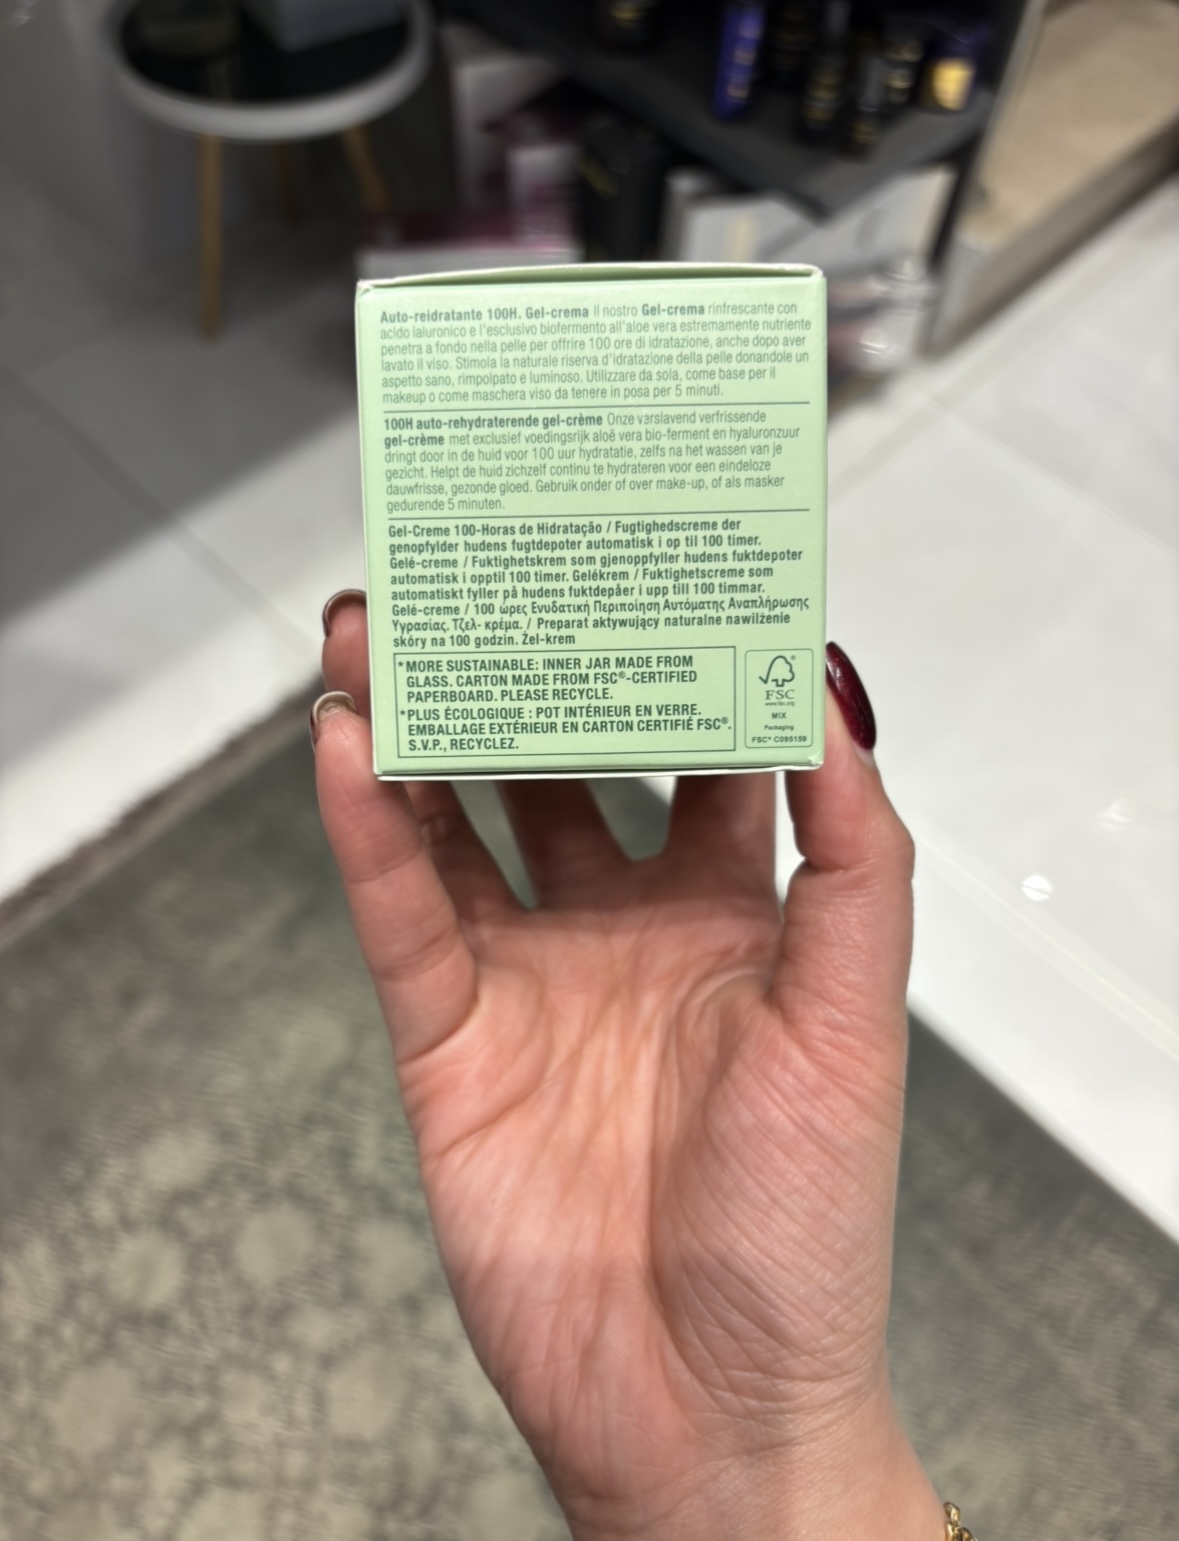 Auto-reidratante 100H. Gel-crema Il nostro Gel-crema rinfrescante con
acido ialuronico e l'esclusivo biofermento all'aloe vera estremamente nutriente
penetra a fondo nella pelle per offrire 100 ore di idratazione, anche dopo aver
lavato il viso. Stimola la naturale riserva d'idratazione della pelle donandole un
aspetto sano, rimpolpato e luminoso. Utilizzare da sola, come base per il
makeup o come maschera viso da tenere in posa per 5 minuti.
100H auto-rehydraterende gel-crème Onze varslavend verfrissende
gel-crème met exclusief voedingsrijk aloë vera bio-ferment en hyaluronzuur
dringt door in de huid voor 100 uur hydratatie, zelfs na het wassen van je
gezicht. Helpt de huid zichzelf continu te hydrateren voor een eindeloze
dauwfrisse, gezonde gloed. Gebruik onder of over make-up, of als masker
gedurende 5 minuten.
Gel-Creme 100-Horas de Hidratação / Fugtighedscreme der
genopfylder hudens fugtdepoter automatisk i op til 100 timer.
Gelé-creme / Fuktighetskrem som gjenoppfyller hudens fuktdepoter
automatisk i opptil 100 timer. Gelékrem / Fuktighetscreme som
automatiskt fyller på hudens fuktdepåer i upp till 100 timmar.
Gelé-creme / 100 ώρες Ενυδατική Περιποίηση Αυτόματης Αναπλήρωσης
Υγρασίας. Τζελ- κρέμα. / Preparat aktywujący naturalne nawilżenie
skóry na 100 godzin. Żel-krem
*MORE SUSTAINABLE: INNER JAR MADE FROM
GLASS. CARTON MADE FROM FSC®-CERTIFIED
PAPERBOARD. PLEASE RECYCLE.
*PLUS ÉCOLOGIQUE : POT INTÉRIEUR EN VERRE.
EMBALLAGE EXTÉRIEUR EN CARTON CERTIFIÉ FSC®.
S.V.P., RECYCLEZ.
®
FSC
www.fsc.org
MIX
Packaging
FSC® C095159